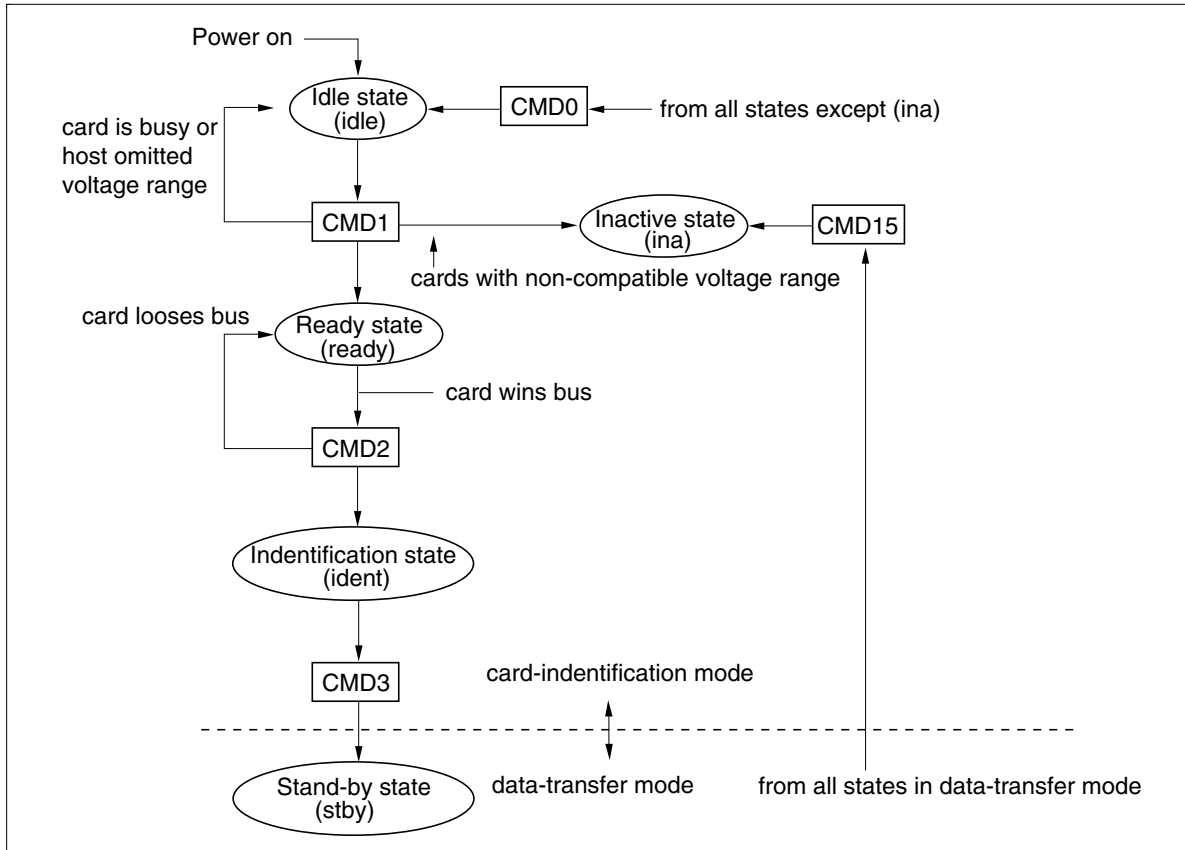 Power on
Idle state
(idle)
CMD0
from all states except (ina)
card is busy or
host omitted
voltage range
CMD1
Inactive state
(ina)
CMD15
cards with non-compatible voltage range
card looses bus
Ready state
(ready)
card wins bus
CMD2
Indentification state
(ident)
CMD3
card-indentification mode
Stand-by state
(stby)
data-transfer mode
from all states in data-transfer mode